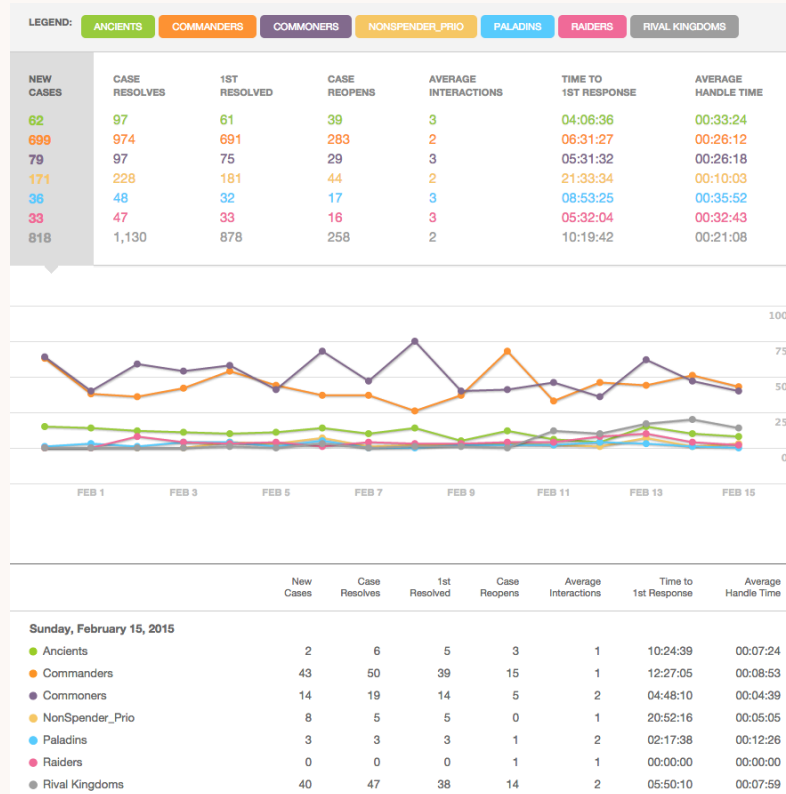 LEGEND: ANCIENTS COMMANDERS COMMONERS NONSPENDER_PRIO PALADINS RAIDERS RIVAL KINGDOMS
NEW CASE 1ST CASE AVERAGE TIME TO AVERAGE
CASES RESOLVES RESOLVED REOPENS INTERACTIONS 1ST RESPONSE HANDLE TIME
62 97 61 39 3 04:06:36 00:33:24
699 974 691 283 2 06:31:27 00:26:12
79 97 75 29 3 05:31:32 00:26:18
171 228 181 44 2 21:33:34 00:10:03
36 48 32 17 3 08:53:25 00:35:52
33 47 33 16 3 05:32:04 00:32:43
818 1,130 878 258 2 10:19:42 00:21:08
100
75
50
25
0
FEB 1 FEB 3 FEB 5 FEB 7 FEB 9 FEB 11 FEB 13 FEB 15
New Case 1st Case Average Time to Average
Cases Resolves Resolved Reopens Interactions 1st Response Handle Time
Sunday, February 15, 2015
Ancients 2 6 5 3 1 10:24:39 00:07:24
Commanders 43 50 39 15 1 12:27:05 00:08:53
Commoners 14 19 14 5 2 04:48:10 00:04:39
NonSpender_Prio 8 5 5 0 1 20:52:16 00:05:05
Paladins 3 3 3 1 2 02:17:38 00:12:26
Raiders 0 0 0 1 1 00:00:00 00:00:00
Rival Kingdoms 40 47 38 14 2 05:50:10 00:07:59